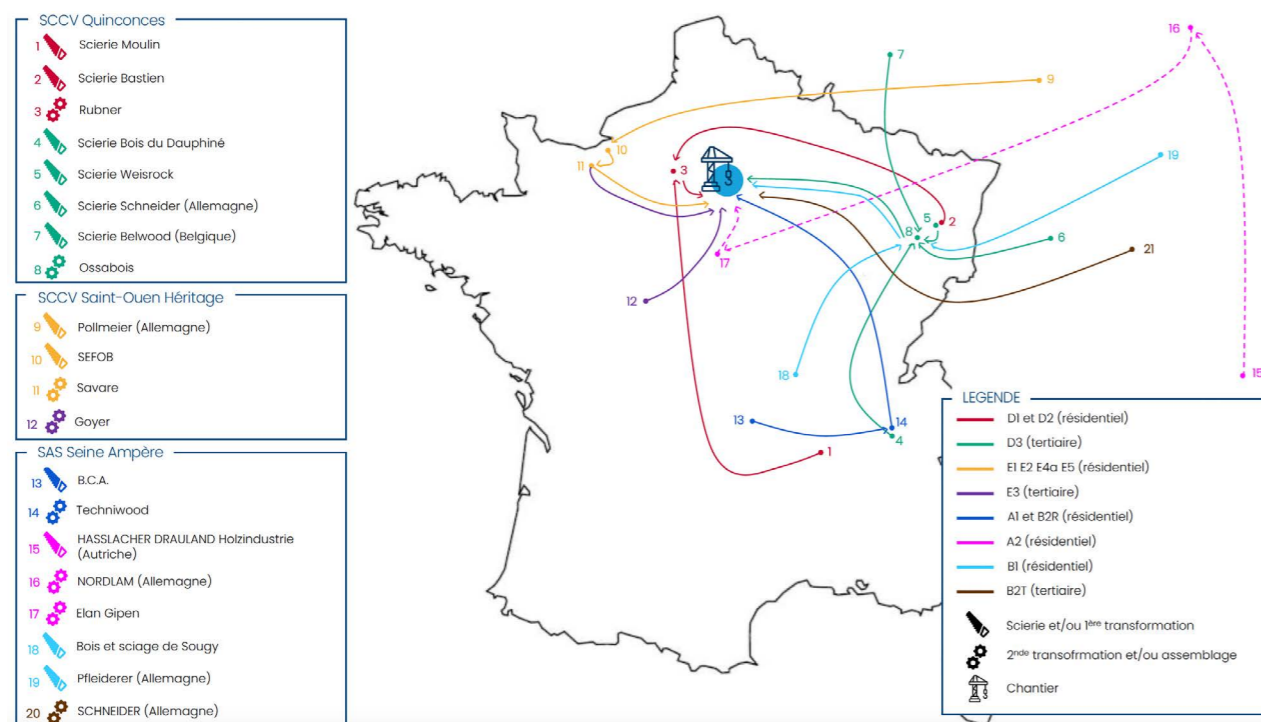 SCCV Quinconces
1 Scierie Moulin
2 Scierie Bastien
3 Rubner
4 Scierie Bois du Dauphiné
5 Scierie Weisrock
6 Scierie Schneider (Allemagne)
7 Scierie Belwood (Belgique)
8 Ossabois
SCCV Saint-Ouen Héritage
9 Pollmeier (Allemagne)
10 SEFOB
11 Savare
12 Goyer
SAS Seine Ampère
13 B.C.A.
14 Techniwood
15 HASSLACHER DRAULAND Holzindustrie
(Autriche)
16 NORDLAM (Allemagne)
17 Elan Gipen
18 Bois et sciage de Sougy
19 Pfleiderer (Allemagne)
20 SCHNEIDER (Allemagne)
16
7
9
10
11
3
19
5
2
8
6
21
17
12
18
15
13
14
4
1
LEGENDE
D1 et D2 (résidentiel)
D3 (tertiaire)
E1 E2 E4a E5 (résidentiel)
E3 (tertiaire)
A1 et B2R (résidentiel)
A2 (résidentiel)
B1 (résidentiel)
B2T (tertiaire)
Scierie et/ou 1ère transformation
2nde transofrmation et/ou assemblage
Chantier